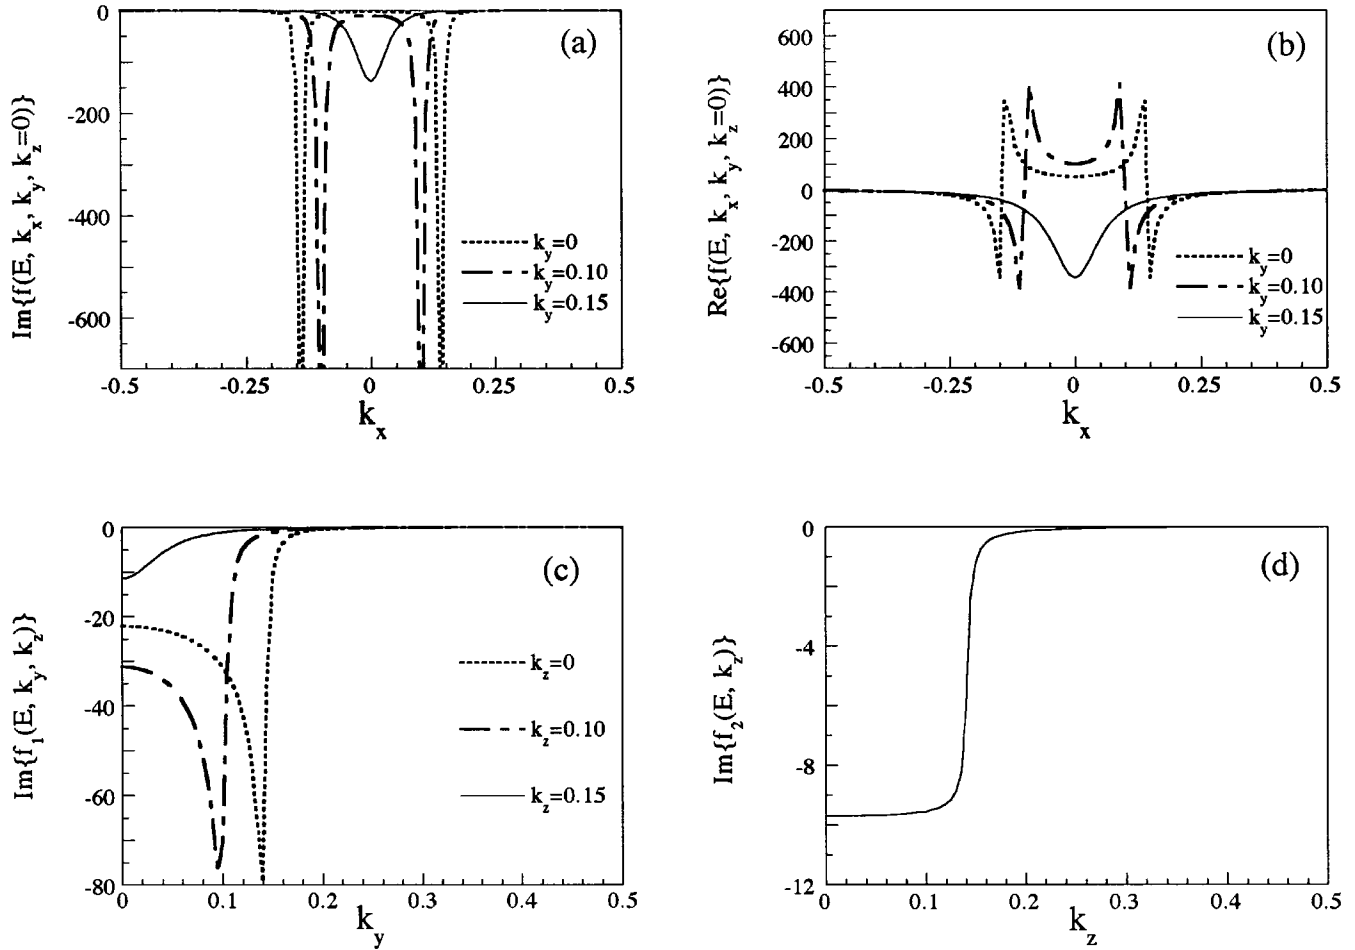 Im{f(E, k_x, k_y, k_z=0)}
0
-200
-400
-600
(a)
k_y=0
k_y=0.10
k_y=0.15
-0.5 -0.25 0 0.25 0.5
k_x
Re{f(E, k_x, k_y, k_z=0)}
600
400
200
0
-200
-400
-600
(b)
k_y=0
k_y=0.10
k_y=0.15
-0.5 -0.25 0 0.25 0.5
k_x
Im{f_1(E, k_y, k_z)}
0
-20
-40
-60
-80
(c)
k_z=0
k_z=0.10
k_z=0.15
0 0.1 0.2 0.3 0.4 0.5
k_y
Im{f_2(E, k_z)}
0
-4
-8
-12
(d)
0 0.1 0.2 0.3 0.4 0.5
k_z